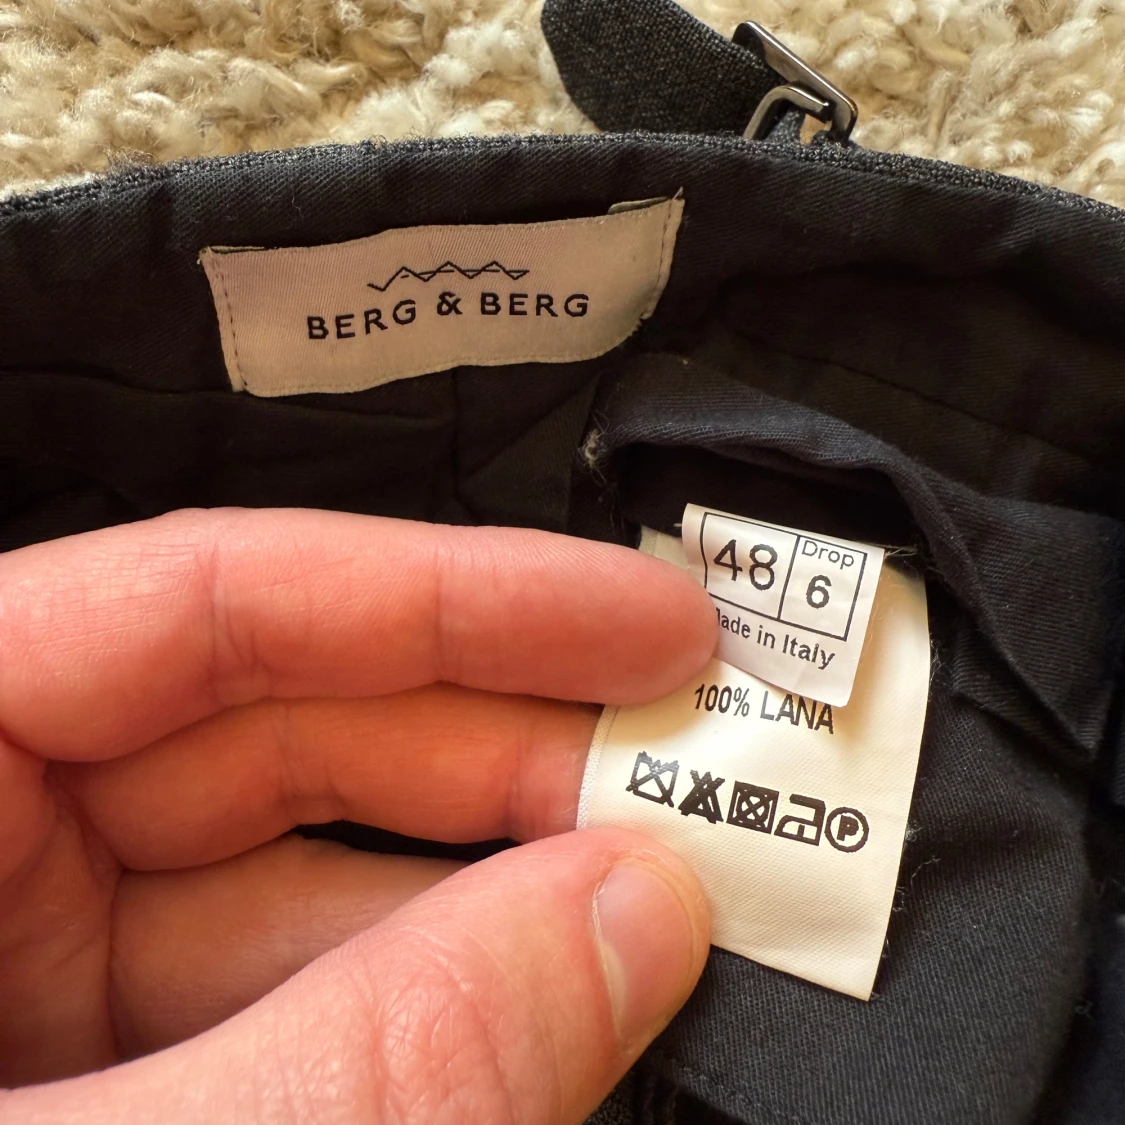 BERG & BERG
48
Drop
6
Made in Italy
100% LANA
P